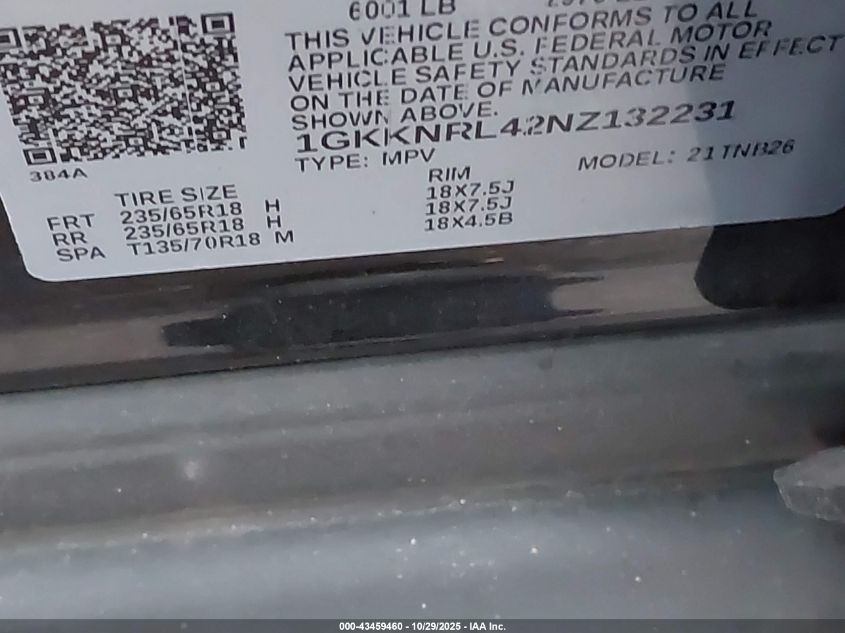 6001 LB
THIS VEHICLE CONFORMS TO ALL
APPLICABLE U.S. FEDERAL MOTOR
VEHICLE SAFETY STANDARDS IN EFFECT
ON THE DATE OF MANUFACTURE
SHOWN ABOVE.
1GKKNRL42NZ132231
TYPE: MPV MODEL: 21TNB26
384A
TIRE SIZE RIM
FRT 235/65R18 H 18X7.5J
RR 235/65R18 H 18X7.5J
SPA T135/70R18 M 18X4.5B
000-43459460 - 10/29/2025 - IAA Inc.